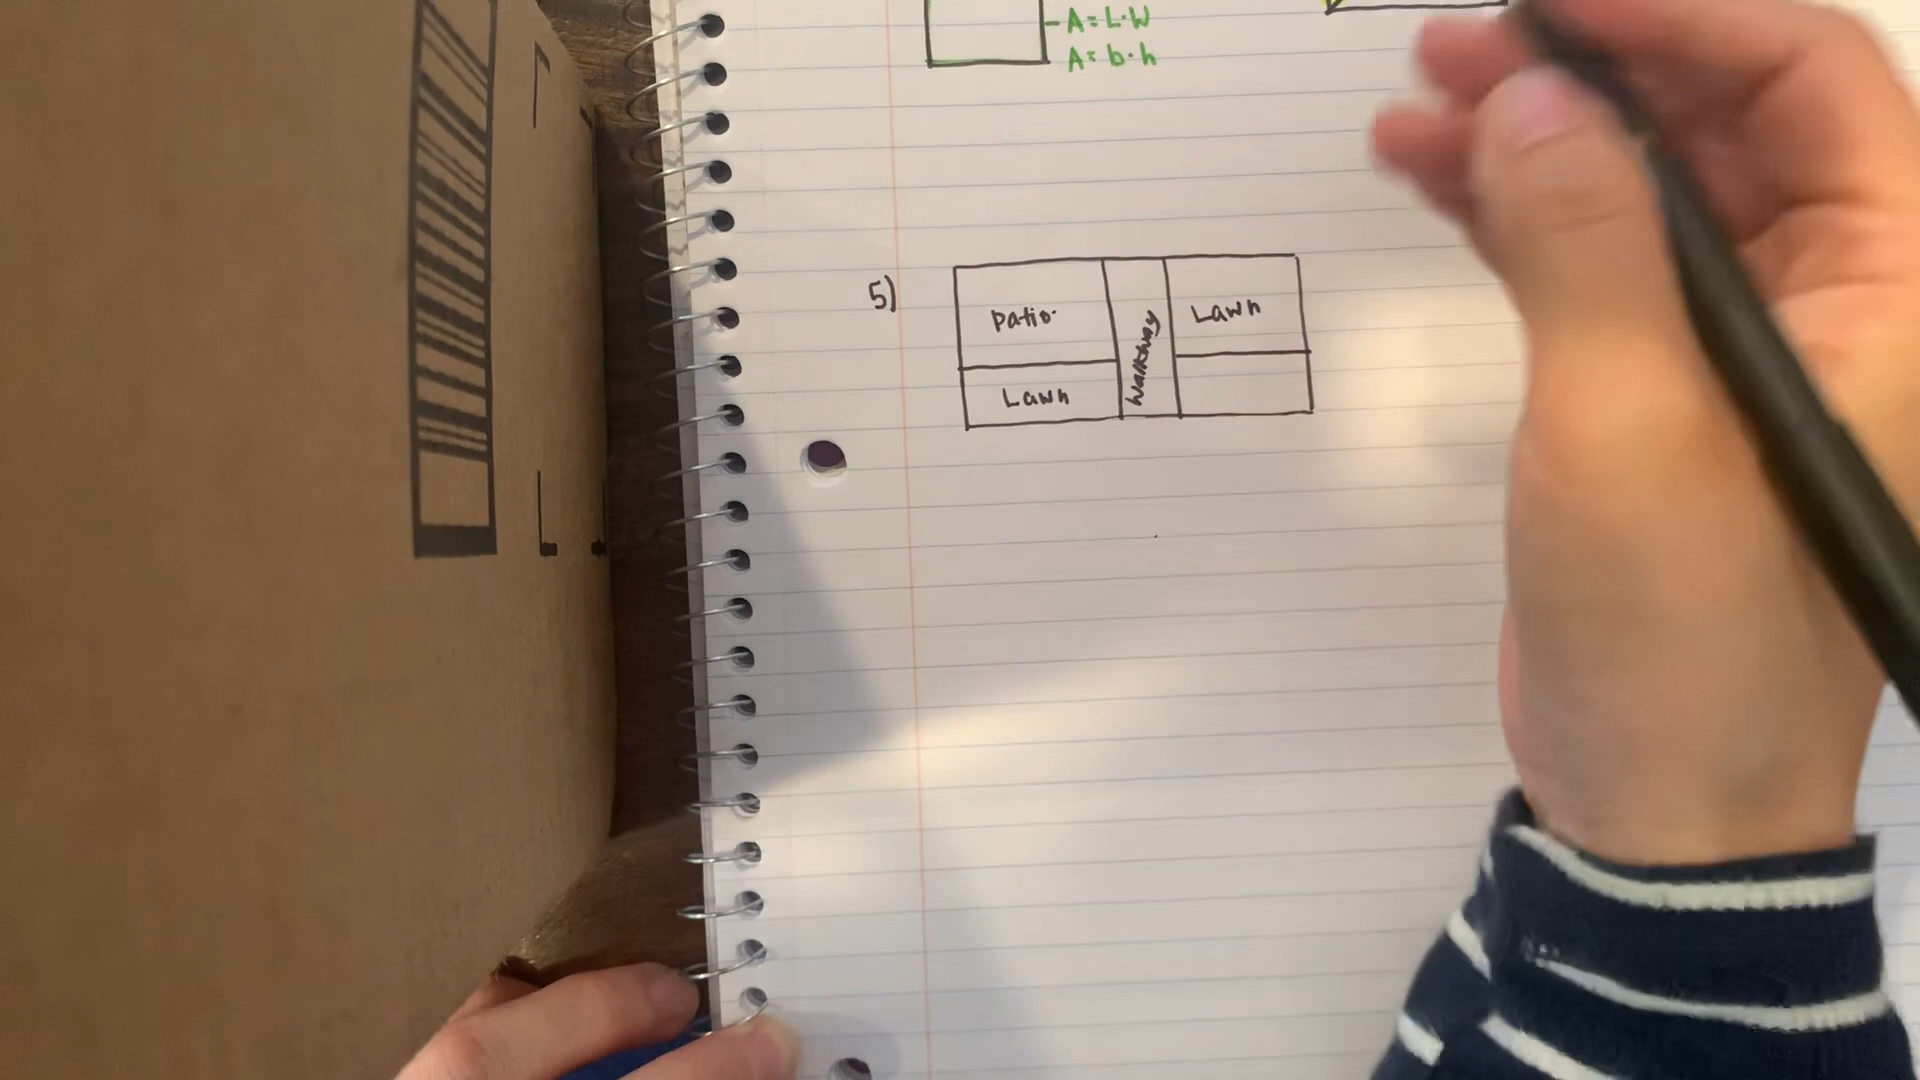 A = L·W
A = b·h
5)
patio
Lawn
walkway
Lawn